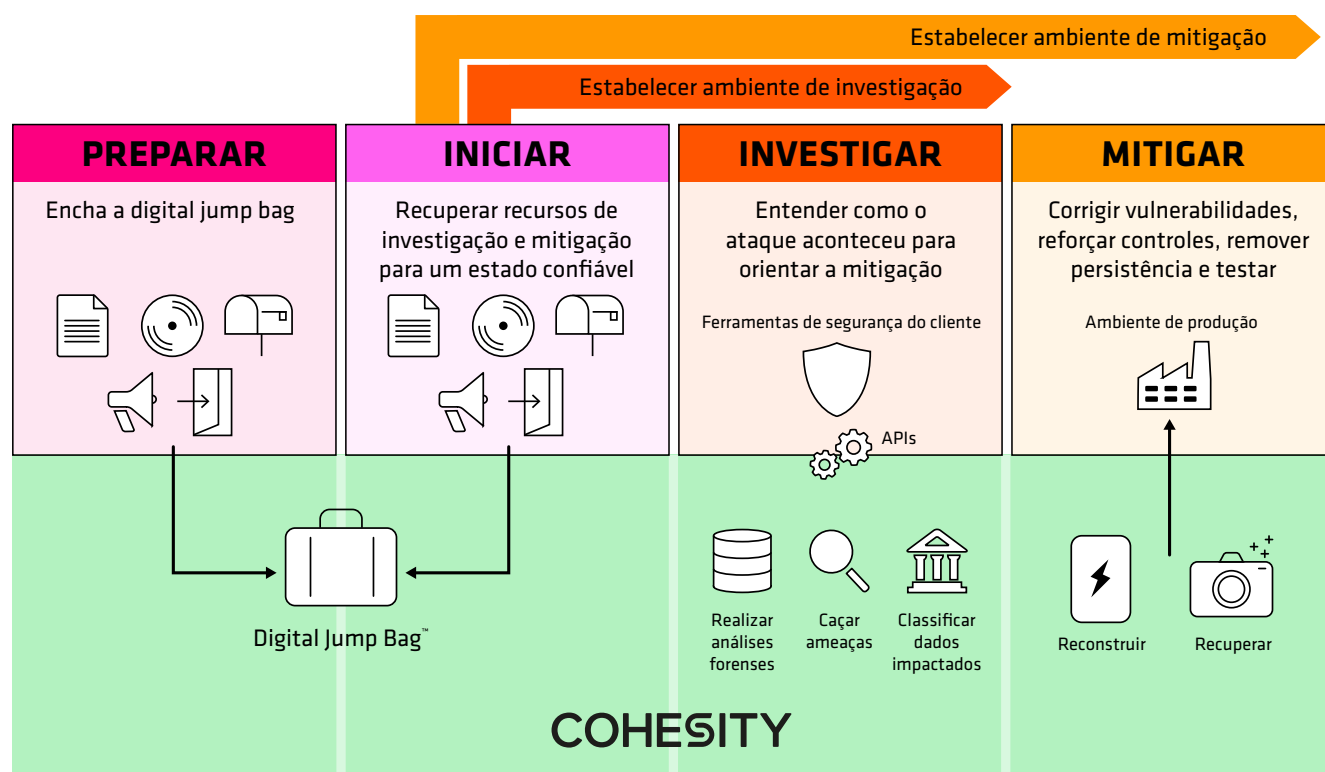 Estabelecer ambiente de mitigação
Estabelecer ambiente de investigação
PREPARAR
Encha a digital jump bag
INICIAR
Recuperar recursos de
investigação e mitigação
para um estado confiável
INVESTIGAR
Entender como o
ataque aconteceu para
orientar a mitigação
Ferramentas de segurança do cliente
APIs
MITIGAR
Corrigir vulnerabilidades,
reforçar controles, remover
persistência e testar
Ambiente de produção
Digital Jump Bag™
Realizar
análises
forenses
Caçar
ameaças
Classificar
dados
impactados
Reconstruir
Recuperar
COHESITY